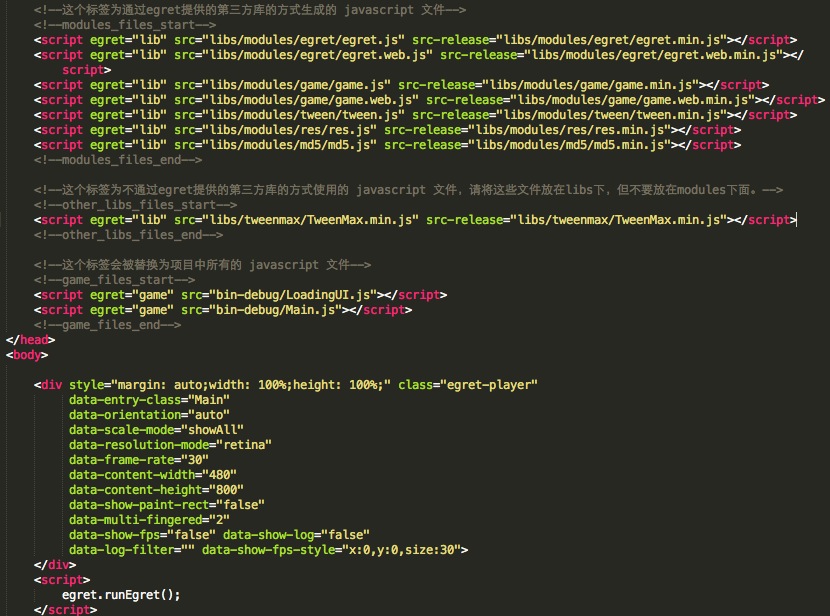 <!--这个标签为通过egret提供的第三方库的方式生成的 javascript 文件-->
<!--modules_files_start-->
<script egret="lib" src="libs/modules/egret/egret.js" src-release="libs/modules/egret/egret.min.js"></script>
<script egret="lib" src="libs/modules/egret/egret.web.js" src-release="libs/modules/egret/egret.web.min.js"></
script>
<script egret="lib" src="libs/modules/game/game.js" src-release="libs/modules/game/game.min.js"></script>
<script egret="lib" src="libs/modules/game/game.web.js" src-release="libs/modules/game/game.web.min.js"></script>
<script egret="lib" src="libs/modules/tween/tween.js" src-release="libs/modules/tween/tween.min.js"></script>
<script egret="lib" src="libs/modules/res/res.js" src-release="libs/modules/res/res.min.js"></script>
<script egret="lib" src="libs/modules/md5/md5.js" src-release="libs/modules/md5/md5.min.js"></script>
<!--modules_files_end-->
<!--这个标签为不通过egret提供的第三方库的方式使用的 javascript 文件，请将这些文件放在libs下，但不要放在modules下面。-->
<!--other_libs_files_start-->
<script egret="lib" src="libs/tweenmax/TweenMax.min.js" src-release="libs/tweenmax/TweenMax.min.js"></script>
<!--other_libs_files_end-->
<!--这个标签会被替换为项目中所有的 javascript 文件-->
<!--game_files_start-->
<script egret="game" src="bin-debug/LoadingUI.js"></script>
<script egret="game" src="bin-debug/Main.js"></script>
<!--game_files_end-->
</head>
<body>
<div style="margin: auto;width: 100%;height: 100%;" class="egret-player"
data-entry-class="Main"
data-orientation="auto"
data-scale-mode="showAll"
data-resolution-mode="retina"
data-frame-rate="30"
data-content-width="480"
data-content-height="800"
data-show-paint-rect="false"
data-multi-fingered="2"
data-show-fps="false" data-show-log="false"
data-log-filter="" data-show-fps-style="x:0,y:0,size:30">
</div>
<script>
egret.runEgret();
</script>